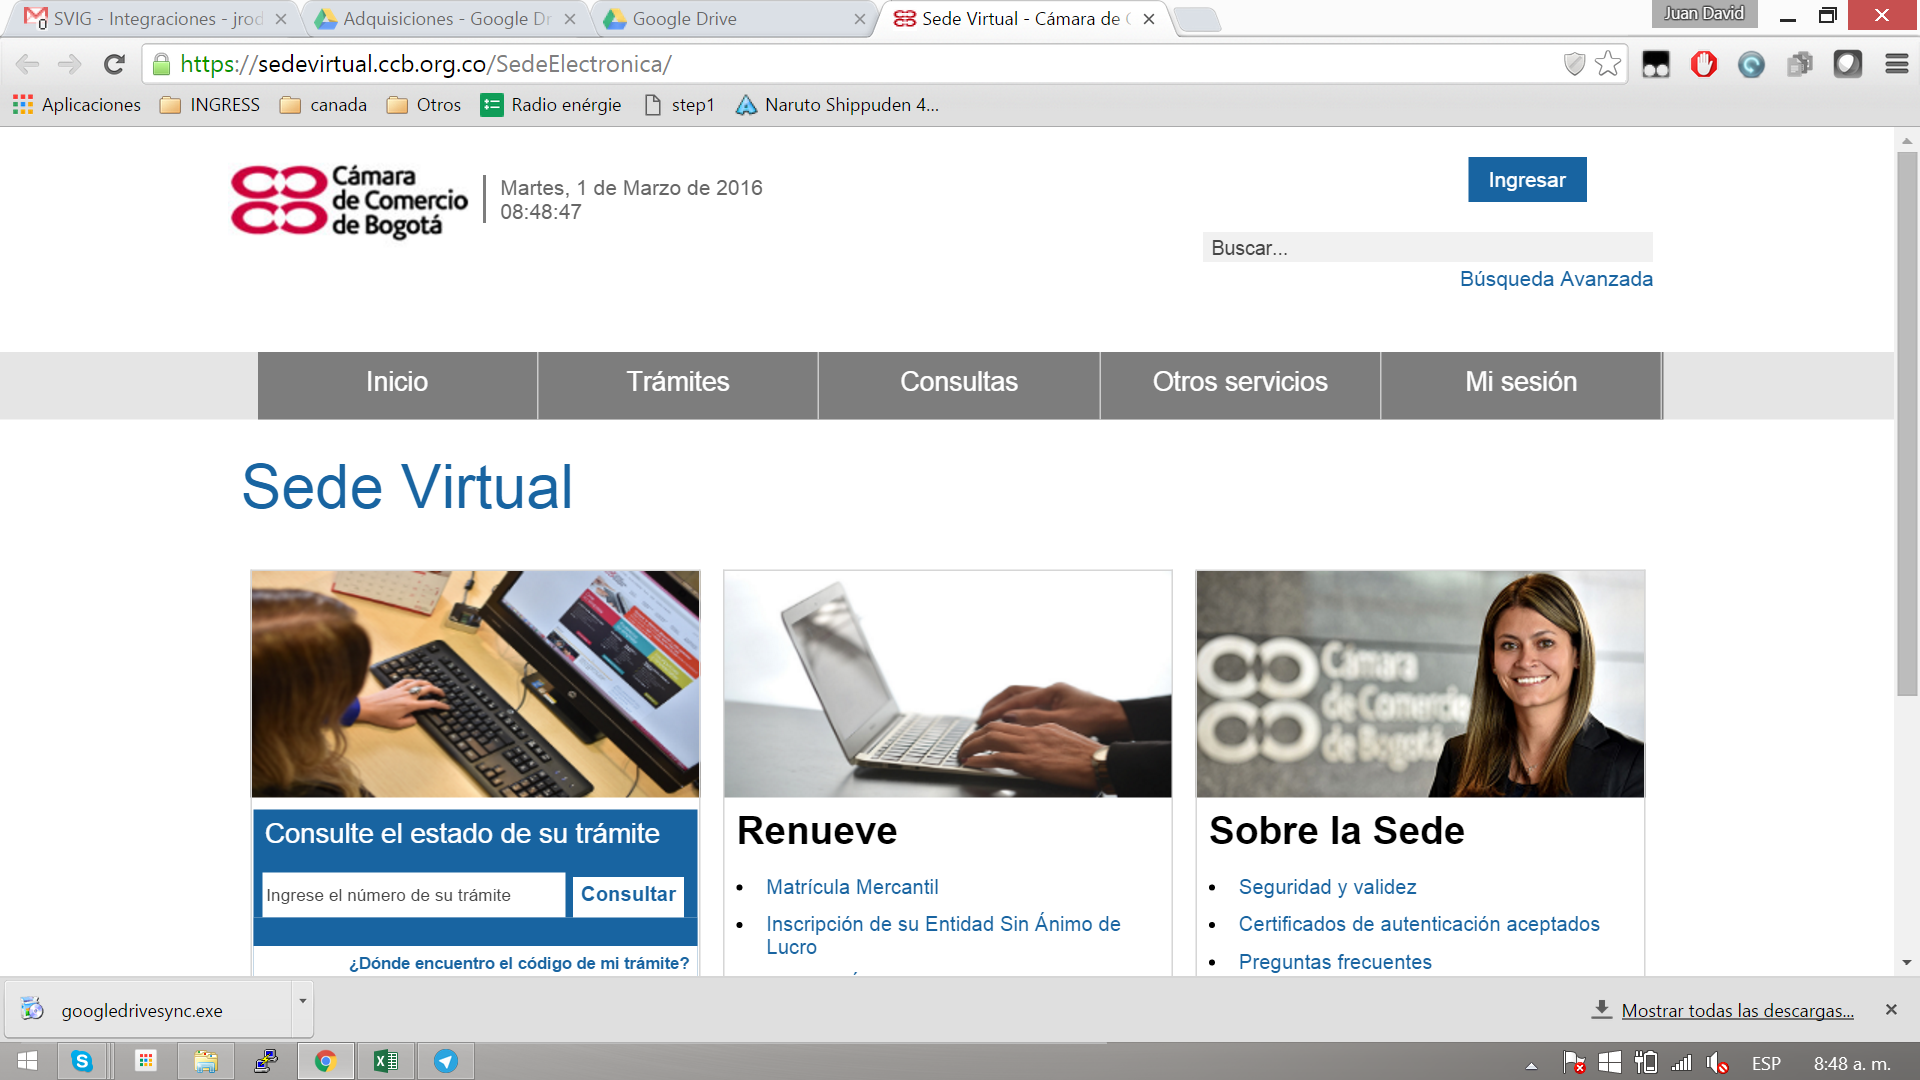 SVIG - Integraciones - jrod
Adquisiciones - Google Dr
Google Drive
Sede Virtual - Cámara de C
Juan David
https://sedevirtual.ccb.org.co/SedeElectronica/
Aplicaciones
INGRESS
canada
Otros
Radio enérgie
step1
Naruto Shippuden 4...
Cámara
de Comercio
de Bogotá
Martes, 1 de Marzo de 2016
08:48:47
Ingresar
Buscar...
Búsqueda Avanzada
Inicio
Trámites
Consultas
Otros servicios
Mi sesión
Sede Virtual
Cámara
de Comercio
de Bogotá
Consulte el estado de su trámite
Ingrese el número de su trámite
Consultar
¿Dónde encuentro el código de mi trámite?
Renueve
Matrícula Mercantil
Inscripción de su Entidad Sin Ánimo de
Lucro
Sobre la Sede
Seguridad y validez
Certificados de autenticación aceptados
Preguntas frecuentes
googledrivesync.exe
Mostrar todas las descargas...
ESP
8:48 a. m.